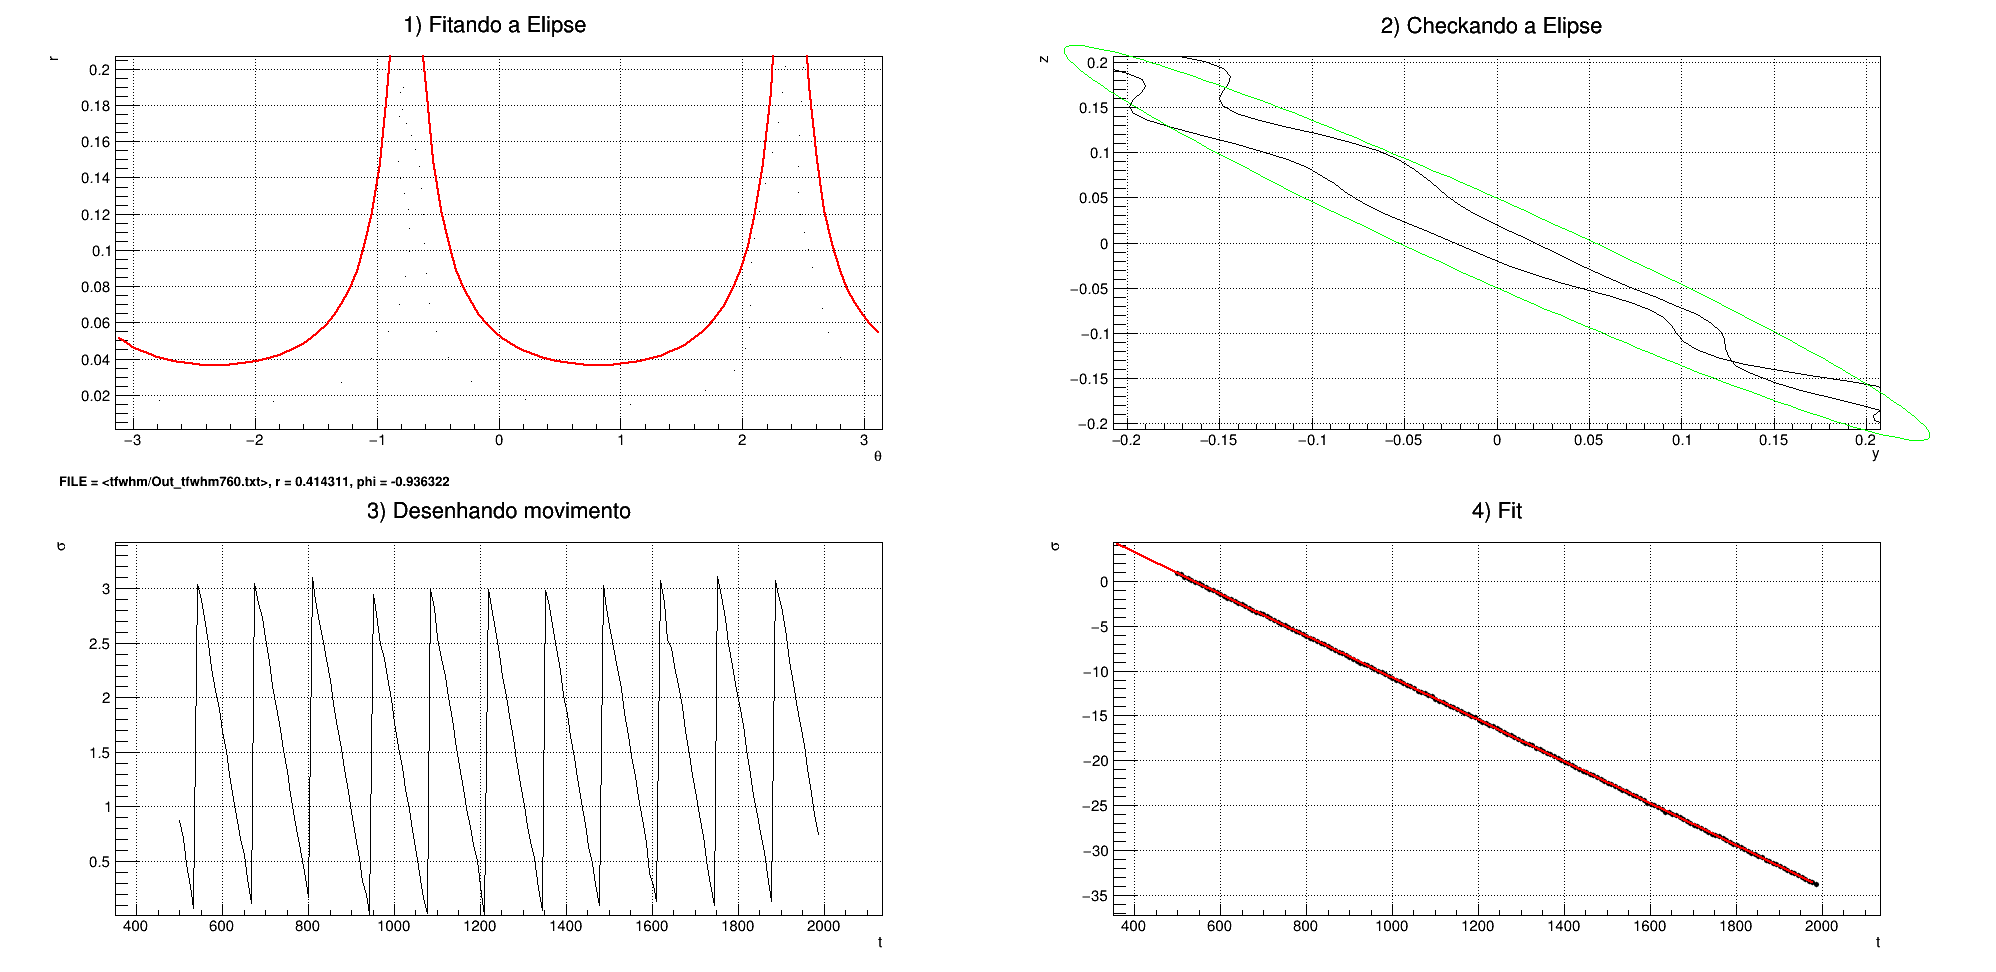 1) Fitando a Elipse
r
0.2
0.18
0.16
0.14
0.12
0.1
0.08
0.06
0.04
0.02
−3 −2 −1 0 1 2 3
θ
2) Checkando a Elipse
z
0.2
0.15
0.1
0.05
0
−0.05
−0.1
−0.15
−0.2
−0.2 −0.15 −0.1 −0.05 0 0.05 0.1 0.15 0.2
y
FILE = <tfwhm/Out_tfwhm760.txt>, r = 0.414311, phi = -0.936322
3) Desenhando movimento
σ
3
2.5
2
1.5
1
0.5
400 600 800 1000 1200 1400 1600 1800 2000
t
4) Fit
σ
0
−5
−10
−15
−20
−25
−30
−35
400 600 800 1000 1200 1400 1600 1800 2000
t